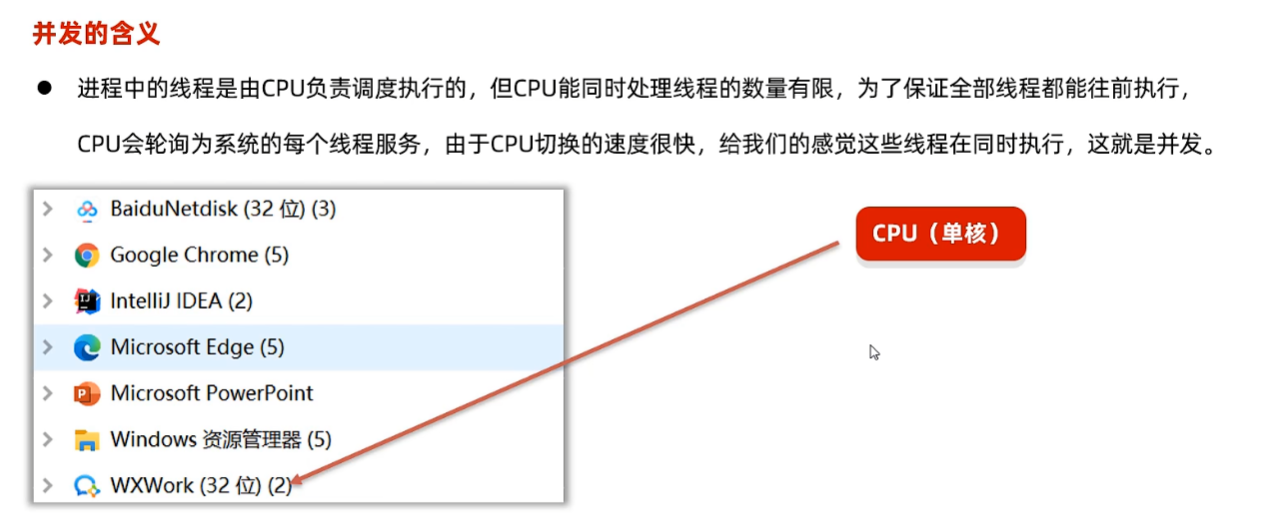 并发的含义
进程中的线程是由CPU负责调度执行的，但CPU能同时处理线程的数量有限，为了保证全部线程都能往前执行，
CPU会轮询为系统的每个线程服务，由于CPU切换的速度很快，给我们的感觉这些线程在同时执行，这就是并发。
BaiduNetdisk (32 位) (3)
Google Chrome (5)
IntelliJ IDEA (2)
Microsoft Edge (5)
Microsoft PowerPoint
Windows 资源管理器 (5)
WXWork (32 位) (2)
CPU（单核）